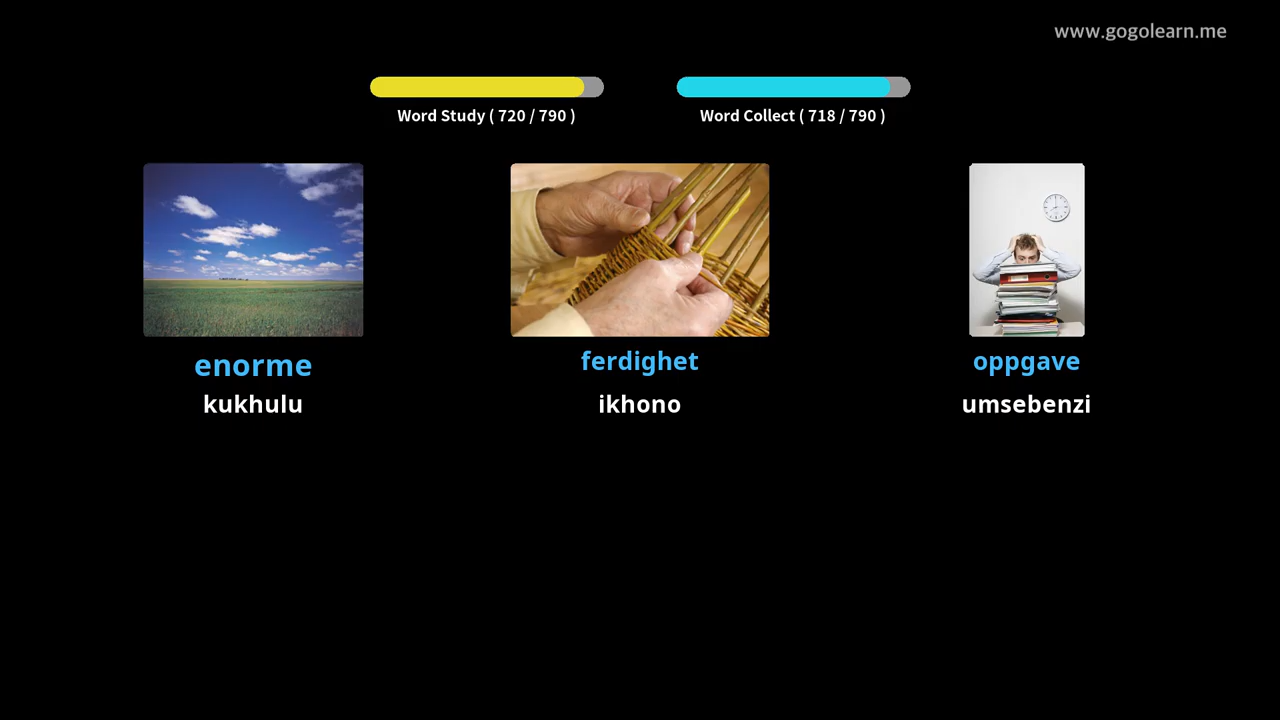 www.gogolearn.me
Word Study ( 720 / 790 )
Word Collect ( 718 / 790 )
enorme
ferdighet
oppgave
kukhulu
ikhono
umsebenzi